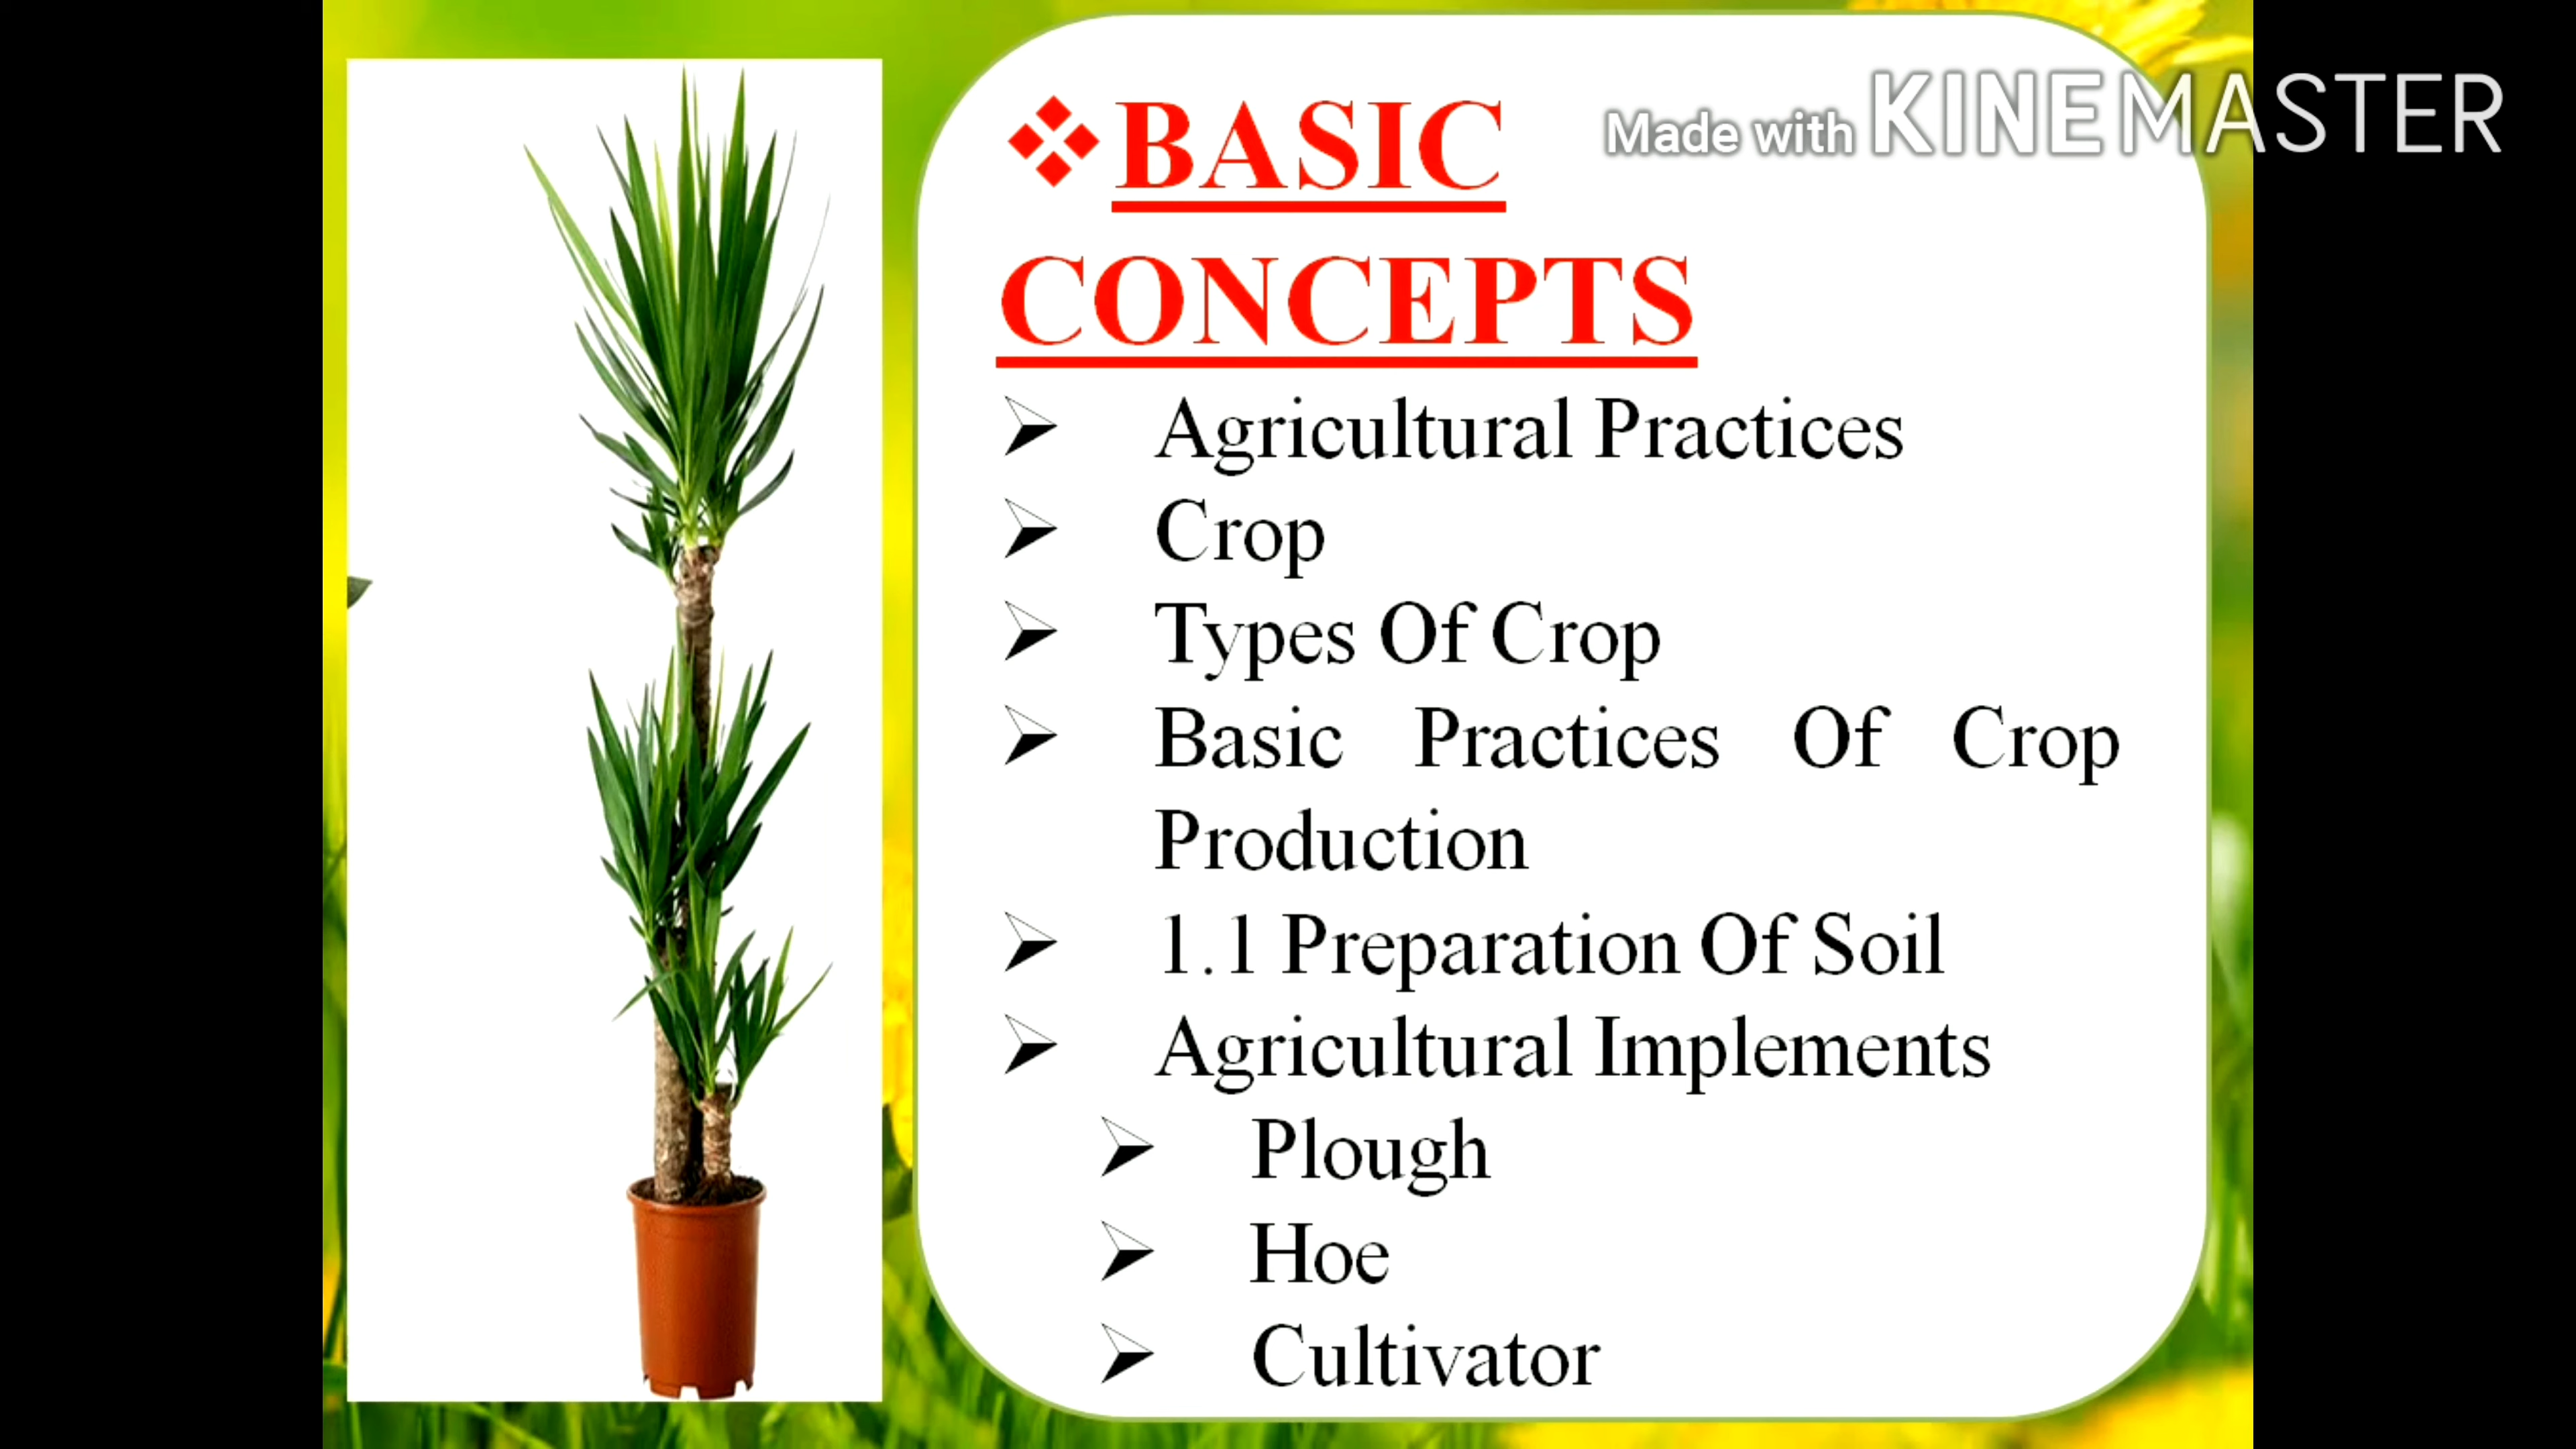 BASIC
Made with KINEMASTER
CONCEPTS
Agricultural Practices
Crop
Types Of Crop
Basic Practices Of Crop
Production
1.1 Preparation Of Soil
Agricultural Implements
Plough
Hoe
Cultivator